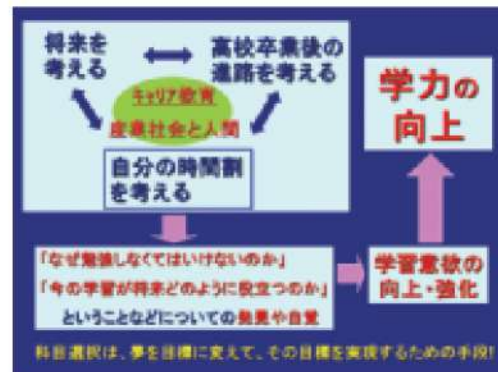 将来を
考える
高校卒業後の
進路を考える
キャリア教育
産業社会と人間
自分の時間割
を考える
学力の
向上
「なぜ勉強しなくてはいけないのか」
「今の学習が将来どのように役立つのか」
ということなどについての発見や自覚
学習意欲の
向上・強化
科目選択は、夢を目標に変えて、その目標を実現するための手段!